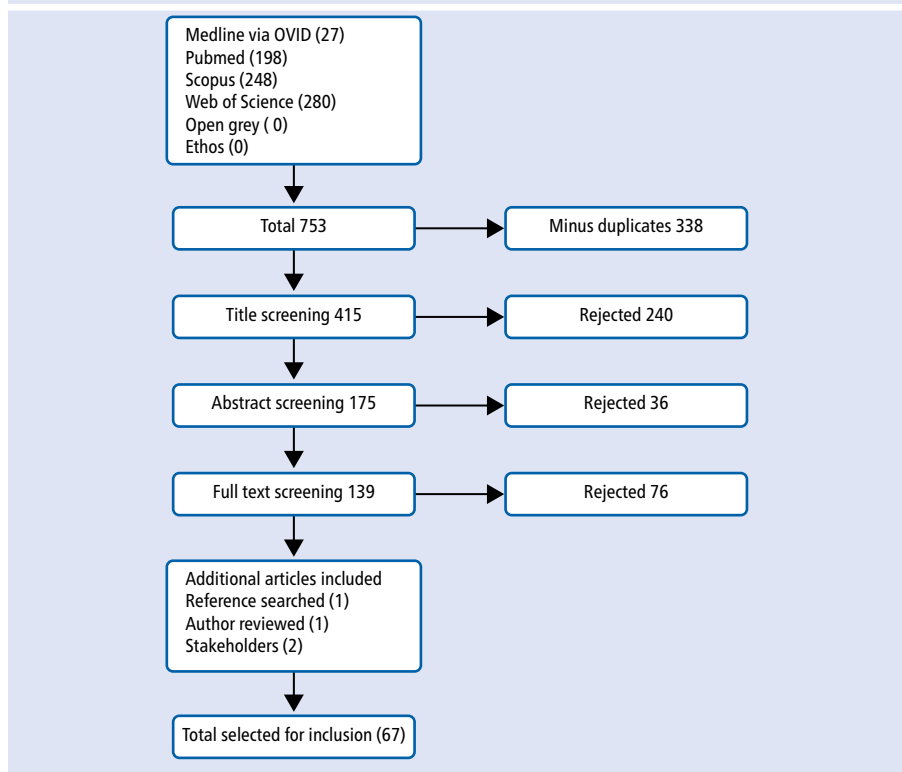 Medline via OVID (27)
Pubmed (198)
Scopus (248)
Web of Science (280)
Open grey ( 0)
Ethos (0)
Total 753
Minus duplicates 338
Title screening 415
Rejected 240
Abstract screening 175
Rejected 36
Full text screening 139
Rejected 76
Additional articles included
Reference searched (1)
Author reviewed (1)
Stakeholders (2)
Total selected for inclusion (67)